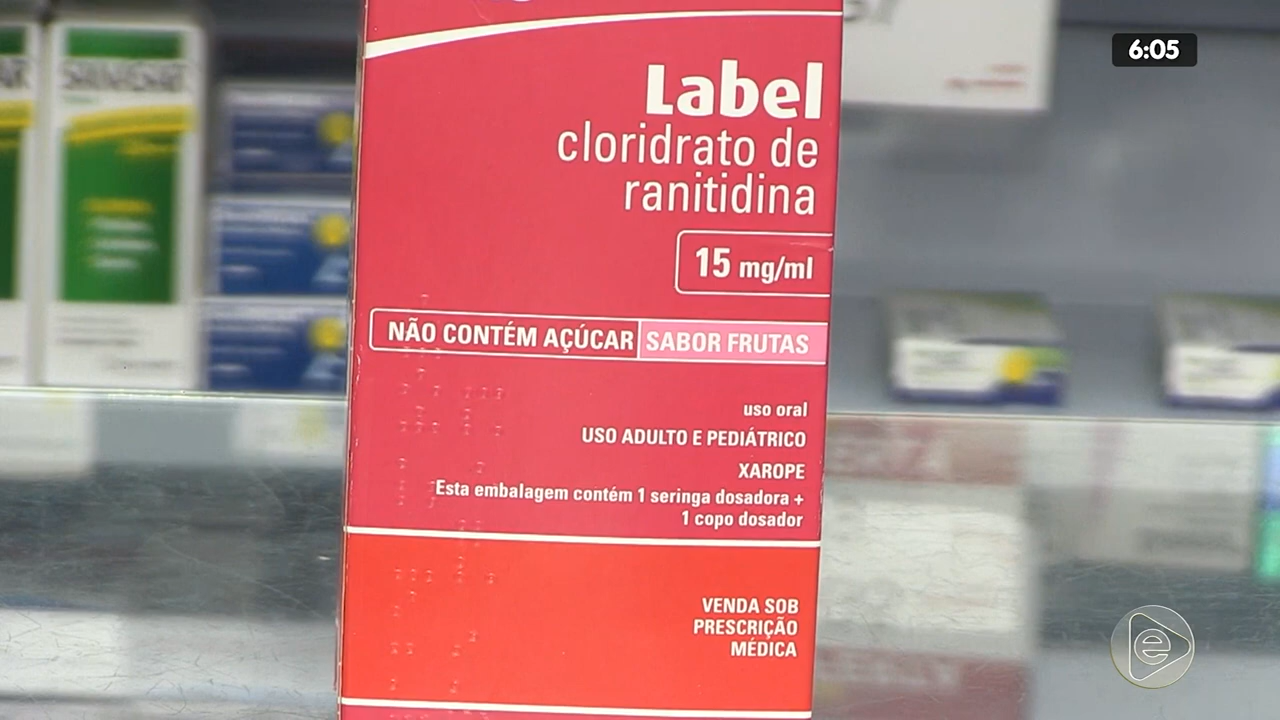 6:05
Label
cloridrato de
ranitidina
15 mg/ml
NÃO CONTÉM AÇÚCAR SABOR FRUTAS
uso oral
USO ADULTO E PEDIÁTRICO
XAROPE
Esta embalagem contém 1 seringa dosadora +
1 copo dosador
VENDA SOB
PRESCRIÇÃO
MÉDICA
e